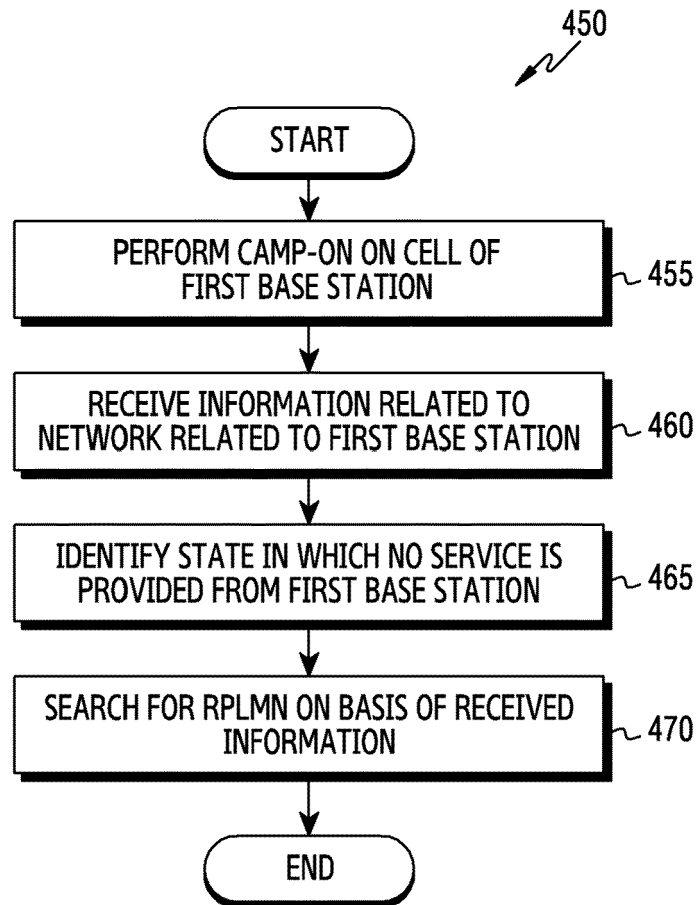 450
START
PERFORM CAMP-ON ON CELL OF
FIRST BASE STATION
455
RECEIVE INFORMATION RELATED TO
NETWORK RELATED TO FIRST BASE STATION
460
IDENTIFY STATE IN WHICH NO SERVICE IS
PROVIDED FROM FIRST BASE STATION
465
SEARCH FOR RPLMN ON BASIS OF RECEIVED
INFORMATION
470
END